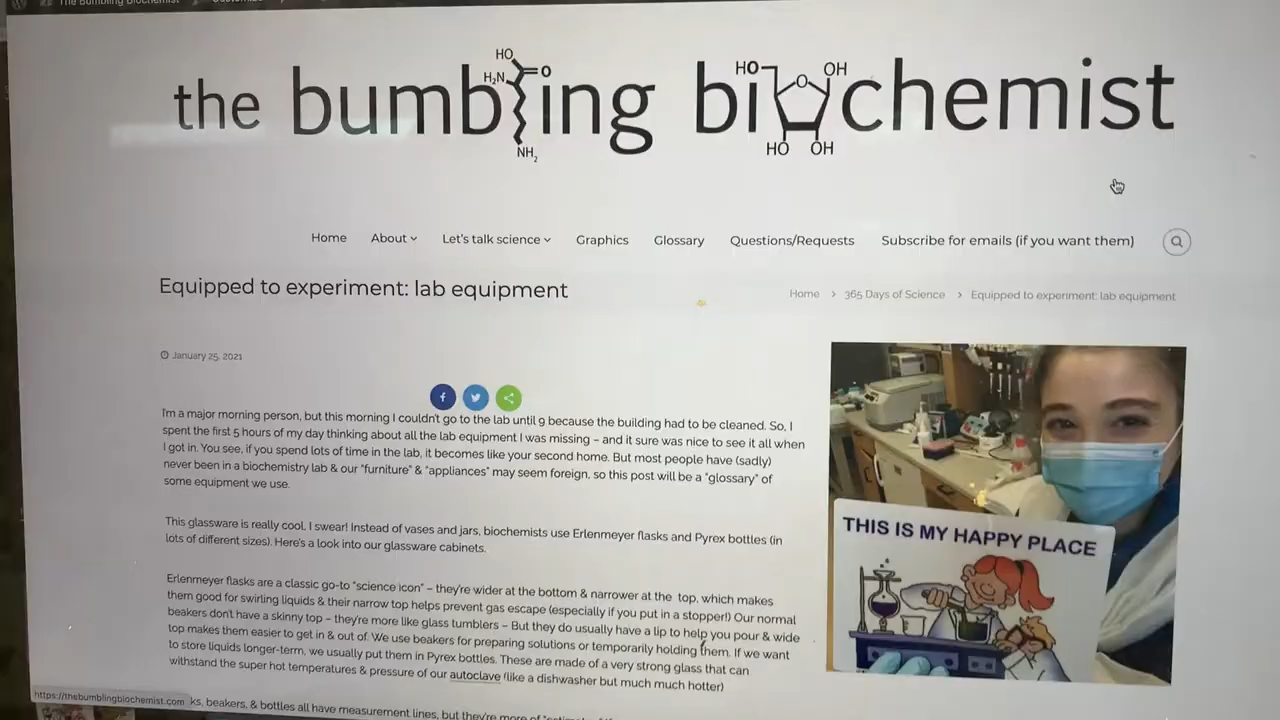 The Bumbling Biochemist
HO
H₂N
O
NH₂
the bumbling biochemist
HO
OH
O
HO OH
Home About Let's talk science Graphics Glossary Questions/Requests Subscribe for emails (if you want them)
Equipped to experiment: lab equipment
Home > 365 Days of Science > Equipped to experiment: lab equipment
January 25, 2021
I'm a major morning person, but this morning I couldn't go to the lab until 9 because the building had to be cleaned. So, I
spent the first 5 hours of my day thinking about all the lab equipment I was missing – and it sure was nice to see it all when
I got in. You see, if you spend lots of time in the lab, it becomes like your second home. But most people have (sadly)
never been in a biochemistry lab & our "furniture" & "appliances" may seem foreign, so this post will be a "glossary" of
some equipment we use.
This glassware is really cool, I swear! Instead of vases and jars, biochemists use Erlenmeyer flasks and Pyrex bottles (in
lots of different sizes). Here's a look into our glassware cabinets.
Erlenmeyer flasks are a classic go-to "science icon" – they're wider at the bottom & narrower at the top, which makes
them good for swirling liquids & their narrow top helps prevent gas escape (especially if you put in a stopper!) Our normal
beakers don't have a skinny top – they're more like glass tumblers – But they do usually have a lip to help you pour & wide
top makes them easier to get in & out of. We use beakers for preparing solutions or temporarily holding them. If we want
to store liquids longer-term, we usually put them in Pyrex bottles. These are made of a very strong glass that can
withstand the super hot temperatures & pressure of our autoclave (like a dishwasher but much much hotter)
ks, beakers, & bottles all have measurement lines, but they're more of
https://thebumblingbiochemist.com
THIS IS MY HAPPY PLACE